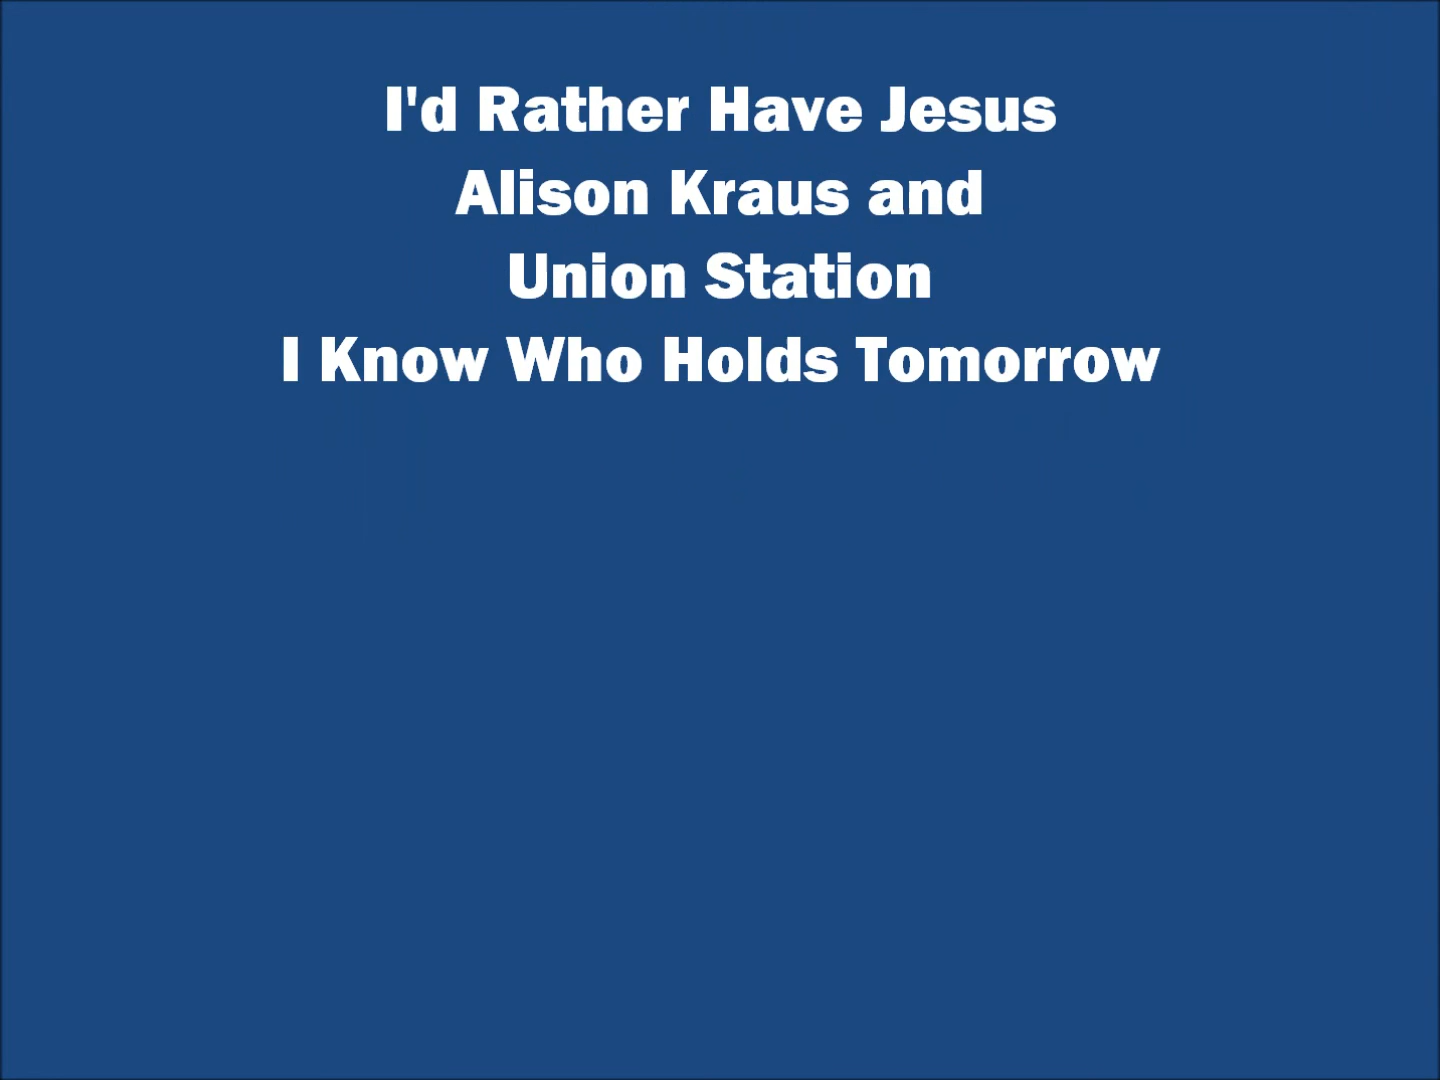 I'd Rather Have Jesus
Alison Kraus and
Union Station
I Know Who Holds Tomorrow